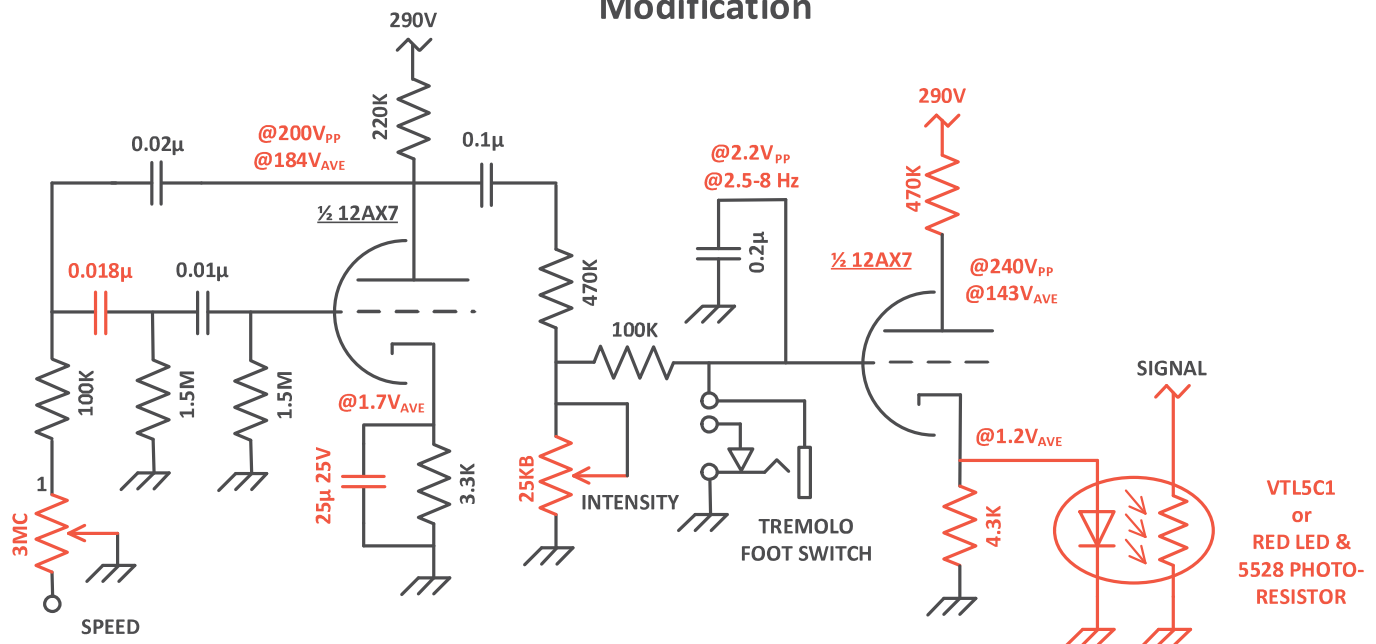 Modification
290V
220K
0.02µ
@200VPP
@184VAVE
0.1µ
½ 12AX7
0.018µ
0.01µ
100K
1.5M
1.5M
@1.7VAVE
25µ 25V
3.3K
470K
100K
25KB
INTENSITY
1
3MC
SPEED
@2.2VPP
@2.5-8 Hz
0.2µ
TREMOLO
FOOT SWITCH
290V
470K
½ 12AX7
@240VPP
@143VAVE
@1.2VAVE
4.3K
SIGNAL
VTL5C1
or
RED LED &
5528 PHOTO-
RESISTOR